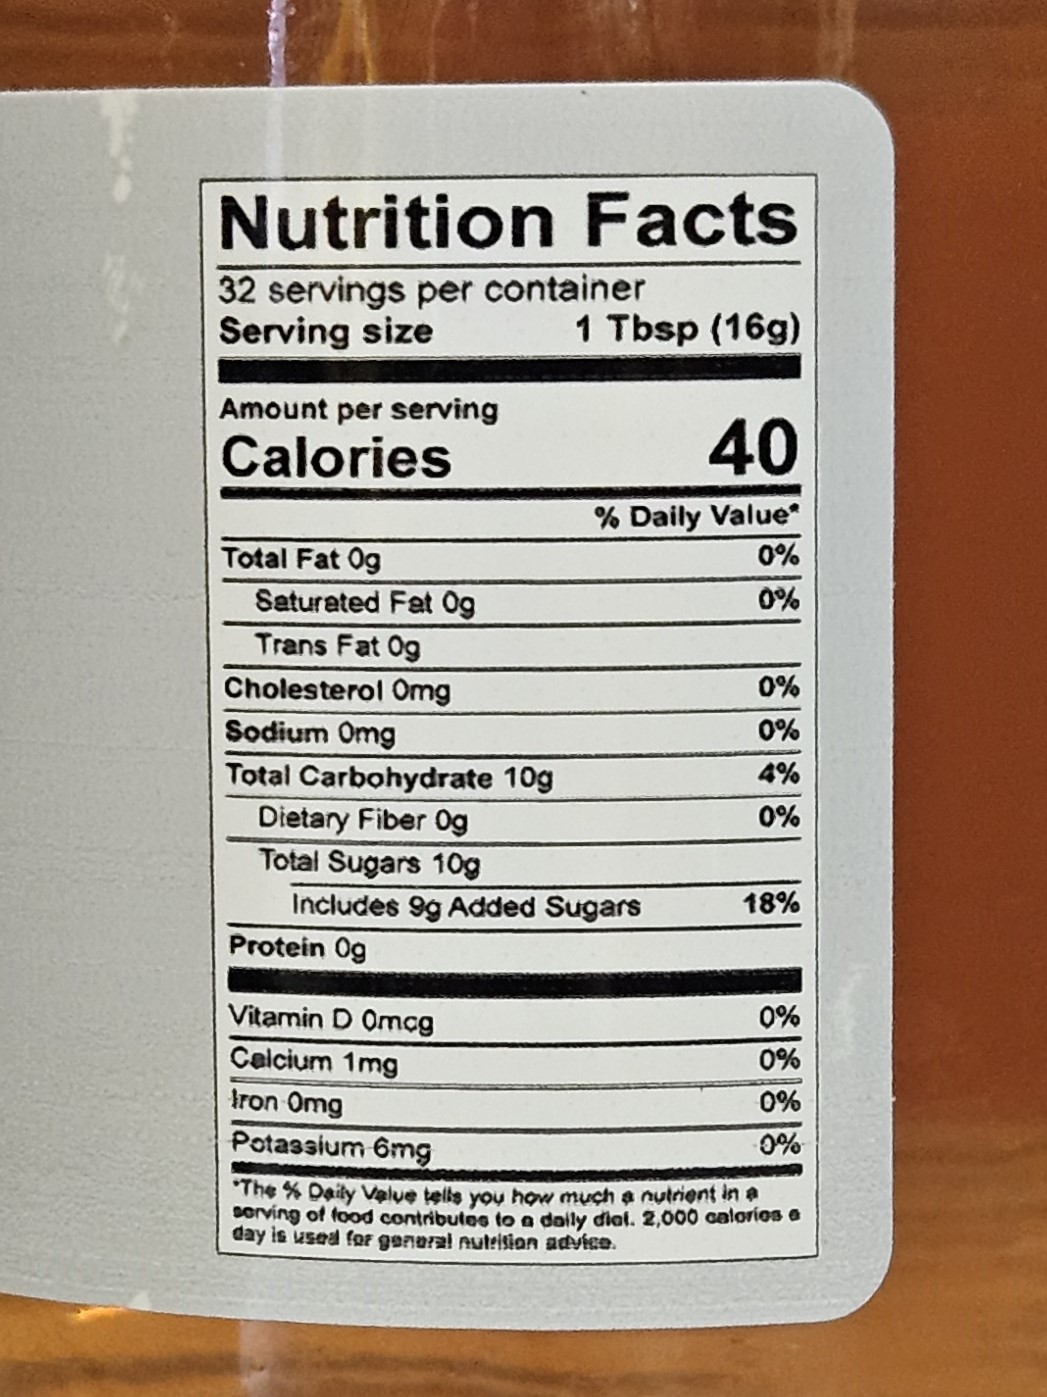 Nutrition Facts
32 servings per container
Serving size 1 Tbsp (16g)
Amount per serving
Calories 40
% Daily Value*
Total Fat 0g 0%
Saturated Fat 0g 0%
Trans Fat 0g
Cholesterol 0mg 0%
Sodium 0mg 0%
Total Carbohydrate 10g 4%
Dietary Fiber 0g 0%
Total Sugars 10g
Includes 9g Added Sugars 18%
Protein 0g
Vitamin D 0mcg 0%
Calcium 1mg 0%
Iron 0mg 0%
Potassium 6mg 0%
*The % Daily Value tells you how much a nutrient in a
serving of food contributes to a daily diet. 2,000 calories a
day is used for general nutrition advice.